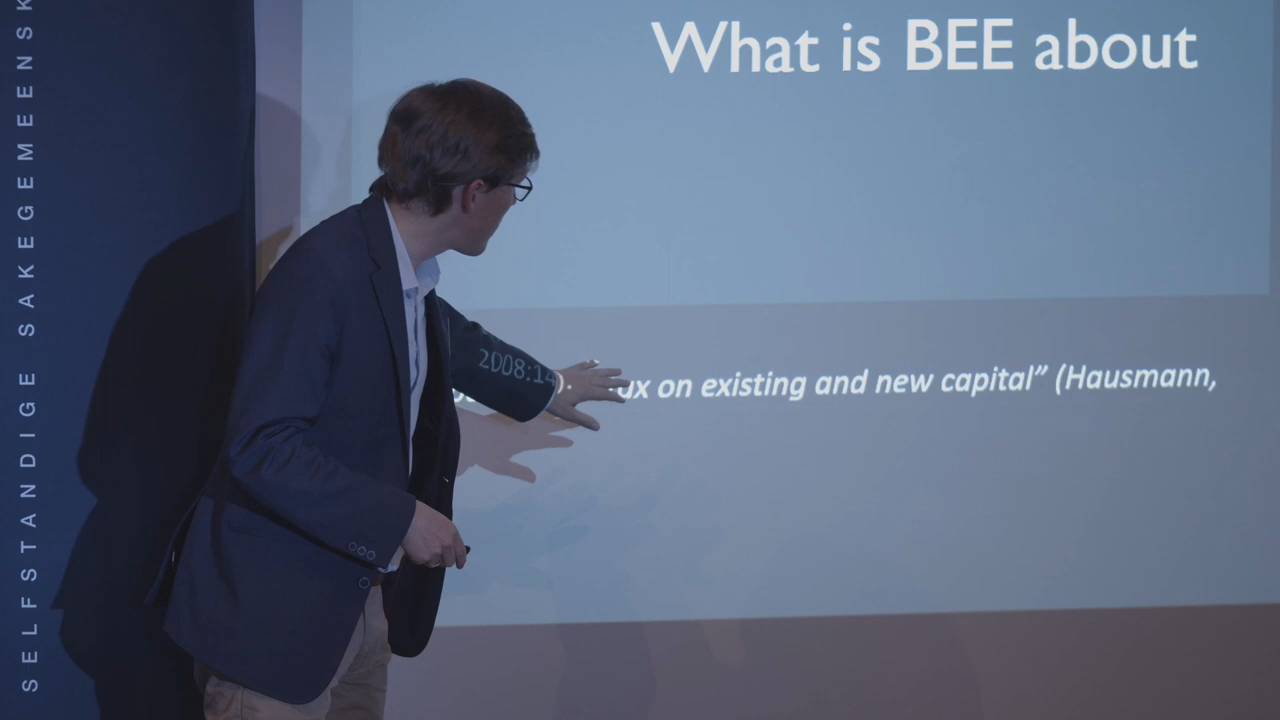 SELFSTANDIGE SAKEGEMEENSK
What is BEE about
on existing and new capital” (Hausmann,
2008:14